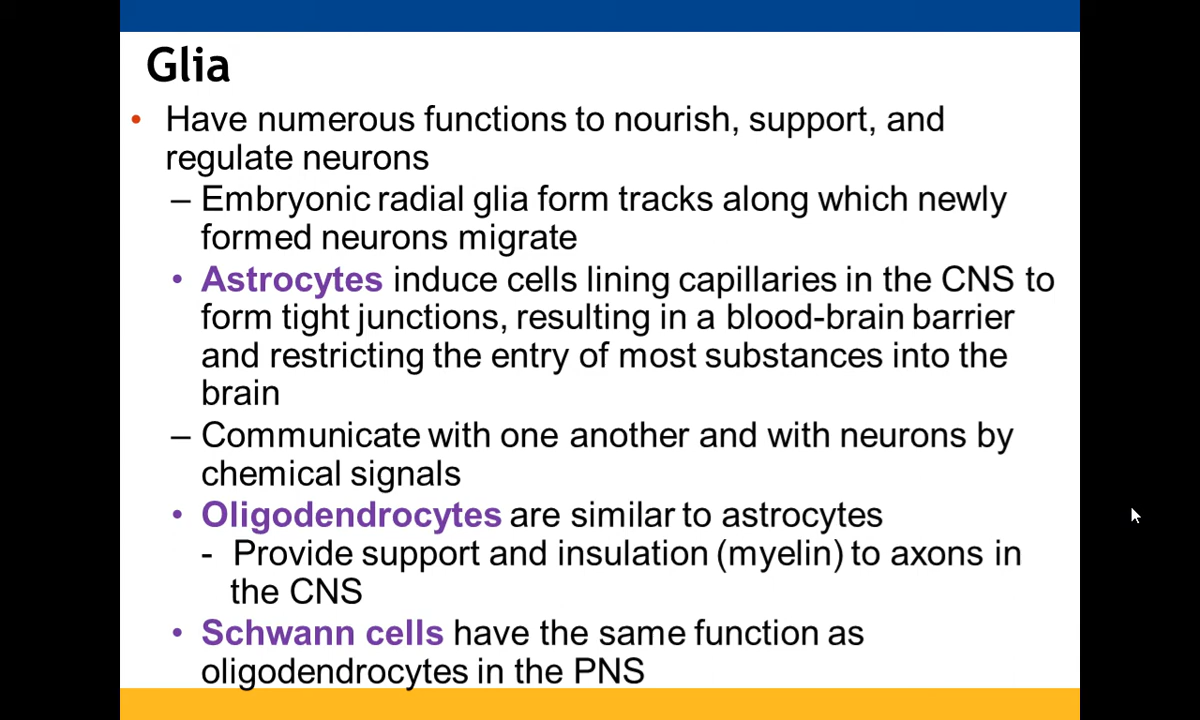 Glia
• Have numerous functions to nourish, support, and
regulate neurons
– Embryonic radial glia form tracks along which newly
formed neurons migrate
• Astrocytes induce cells lining capillaries in the CNS to
form tight junctions, resulting in a blood-brain barrier
and restricting the entry of most substances into the
brain
– Communicate with one another and with neurons by
chemical signals
• Oligodendrocytes are similar to astrocytes
- Provide support and insulation (myelin) to axons in
the CNS
• Schwann cells have the same function as
oligodendrocytes in the PNS